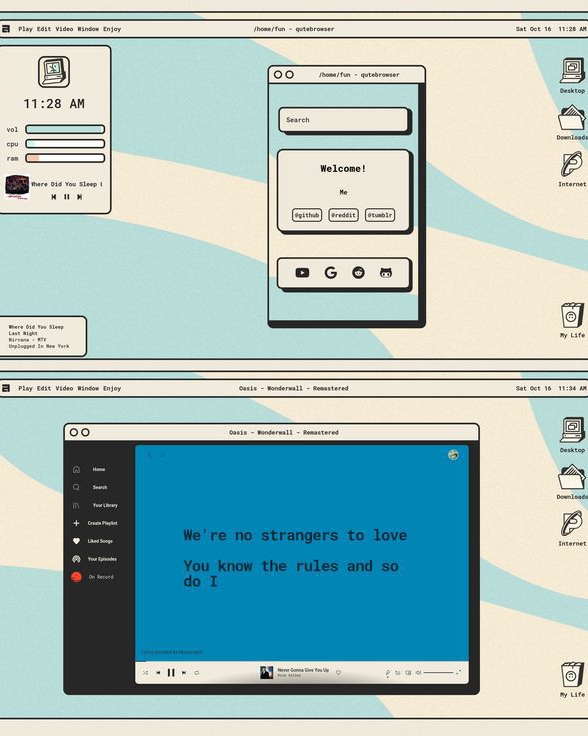 Play Edit Video Window Enjoy
/home/fun - qutebrowser
Sat Oct 16 11:28 AM
11:28 AM
vol
cpu
ram
Where Did You Sleep L
/home/fun - qutebrowser
Search
Welcome!
Me
@github @reddit @tumblr
Desktop
Downloads
Internet
My Life
Where Did You Sleep
Last Night
Nirvana - MTV
Unplugged In New York
Play Edit Video Window Enjoy
Oasis - Wonderwall - Remastered
Sat Oct 16 11:34 AM
Oasis - Wonderwall - Remastered
Home
Search
Your Library
Create Playlist
Liked Songs
Your Episodes
On Record
We're no strangers to love
You know the rules and so
do I
Lyrics provided by Musixmatch
Never Gonna Give You Up
Rick Astley
Desktop
Downloads
Internet
My Life